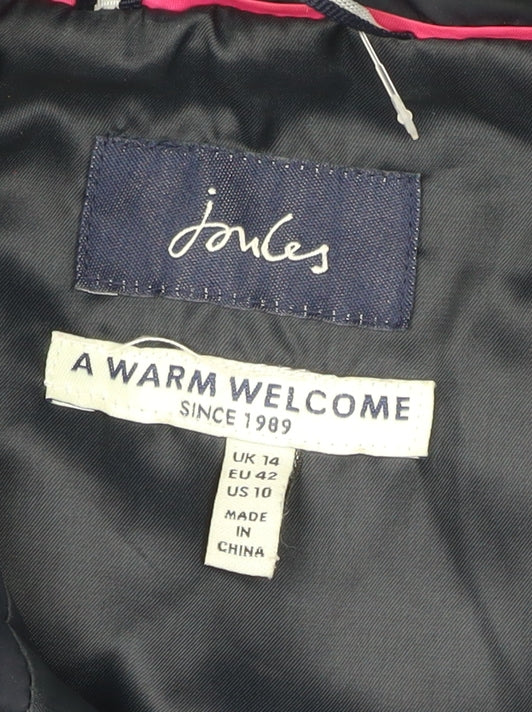 joules
A WARM WELCOME
SINCE 1989
UK 14
EU 42
US 10
MADE
IN
CHINA